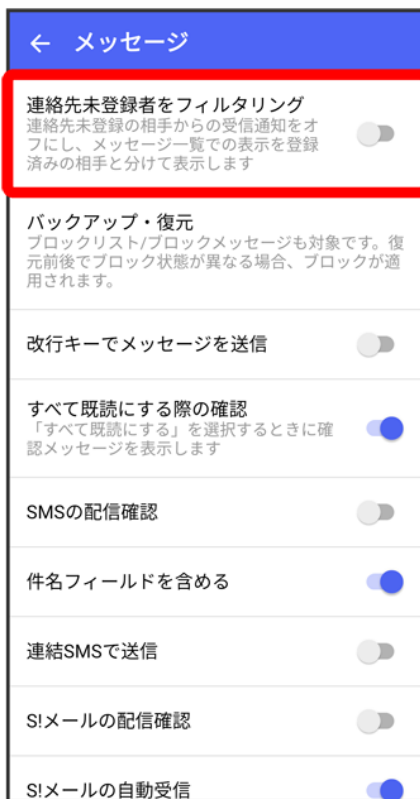 ← メッセージ
連絡先未登録者をフィルタリング
連絡先未登録の相手からの受信通知をオ
フにし、メッセージ一覧での表示を登録
済みの相手と分けて表示します
バックアップ・復元
ブロックリスト/ブロックメッセージも対象です。復
元前後でブロック状態が異なる場合、ブロックが適
用されます。
改行キーでメッセージを送信
すべて既読にする際の確認
「すべて既読にする」を選択するときに確
認メッセージを表示します
SMSの配信確認
件名フィールドを含める
連結SMSで送信
S!メールの配信確認
S!メールの自動受信